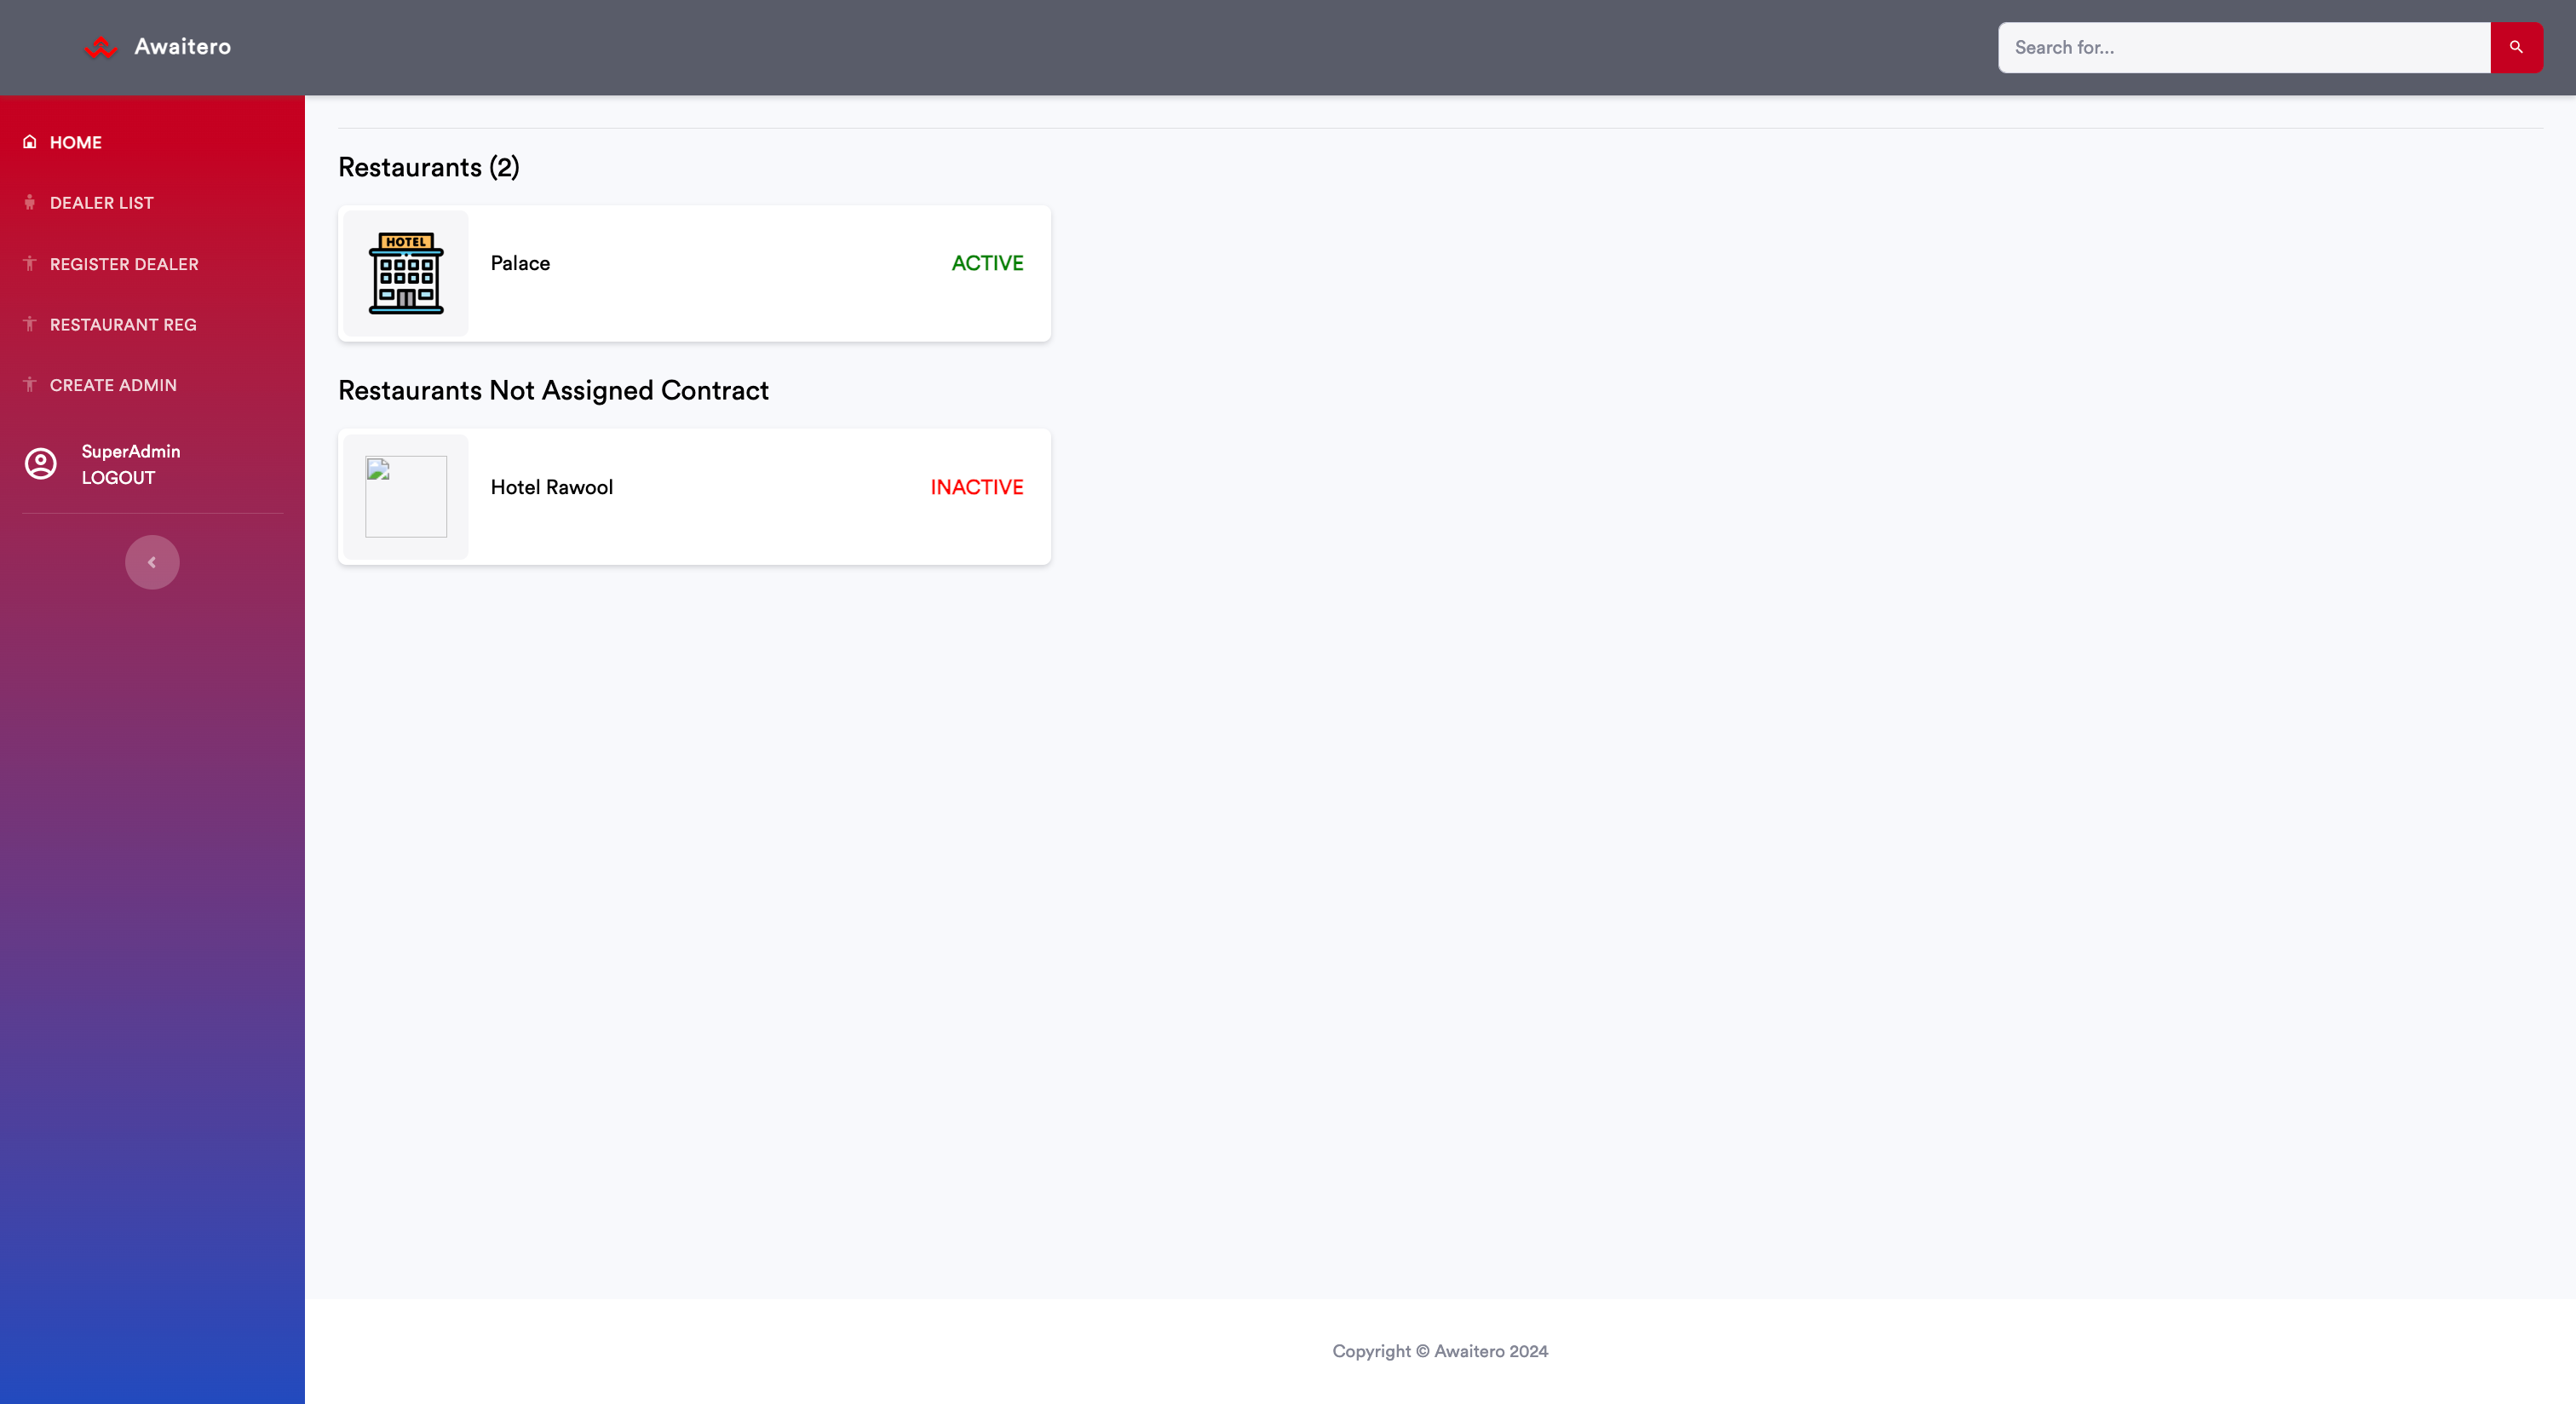 Awaitero
Search for...
HOME
DEALER LIST
REGISTER DEALER
RESTAURANT REG
CREATE ADMIN
SuperAdmin
LOGOUT
Restaurants (2)
HOTEL
Palace
ACTIVE
Restaurants Not Assigned Contract
Hotel Rawool
INACTIVE
Copyright © Awaitero 2024